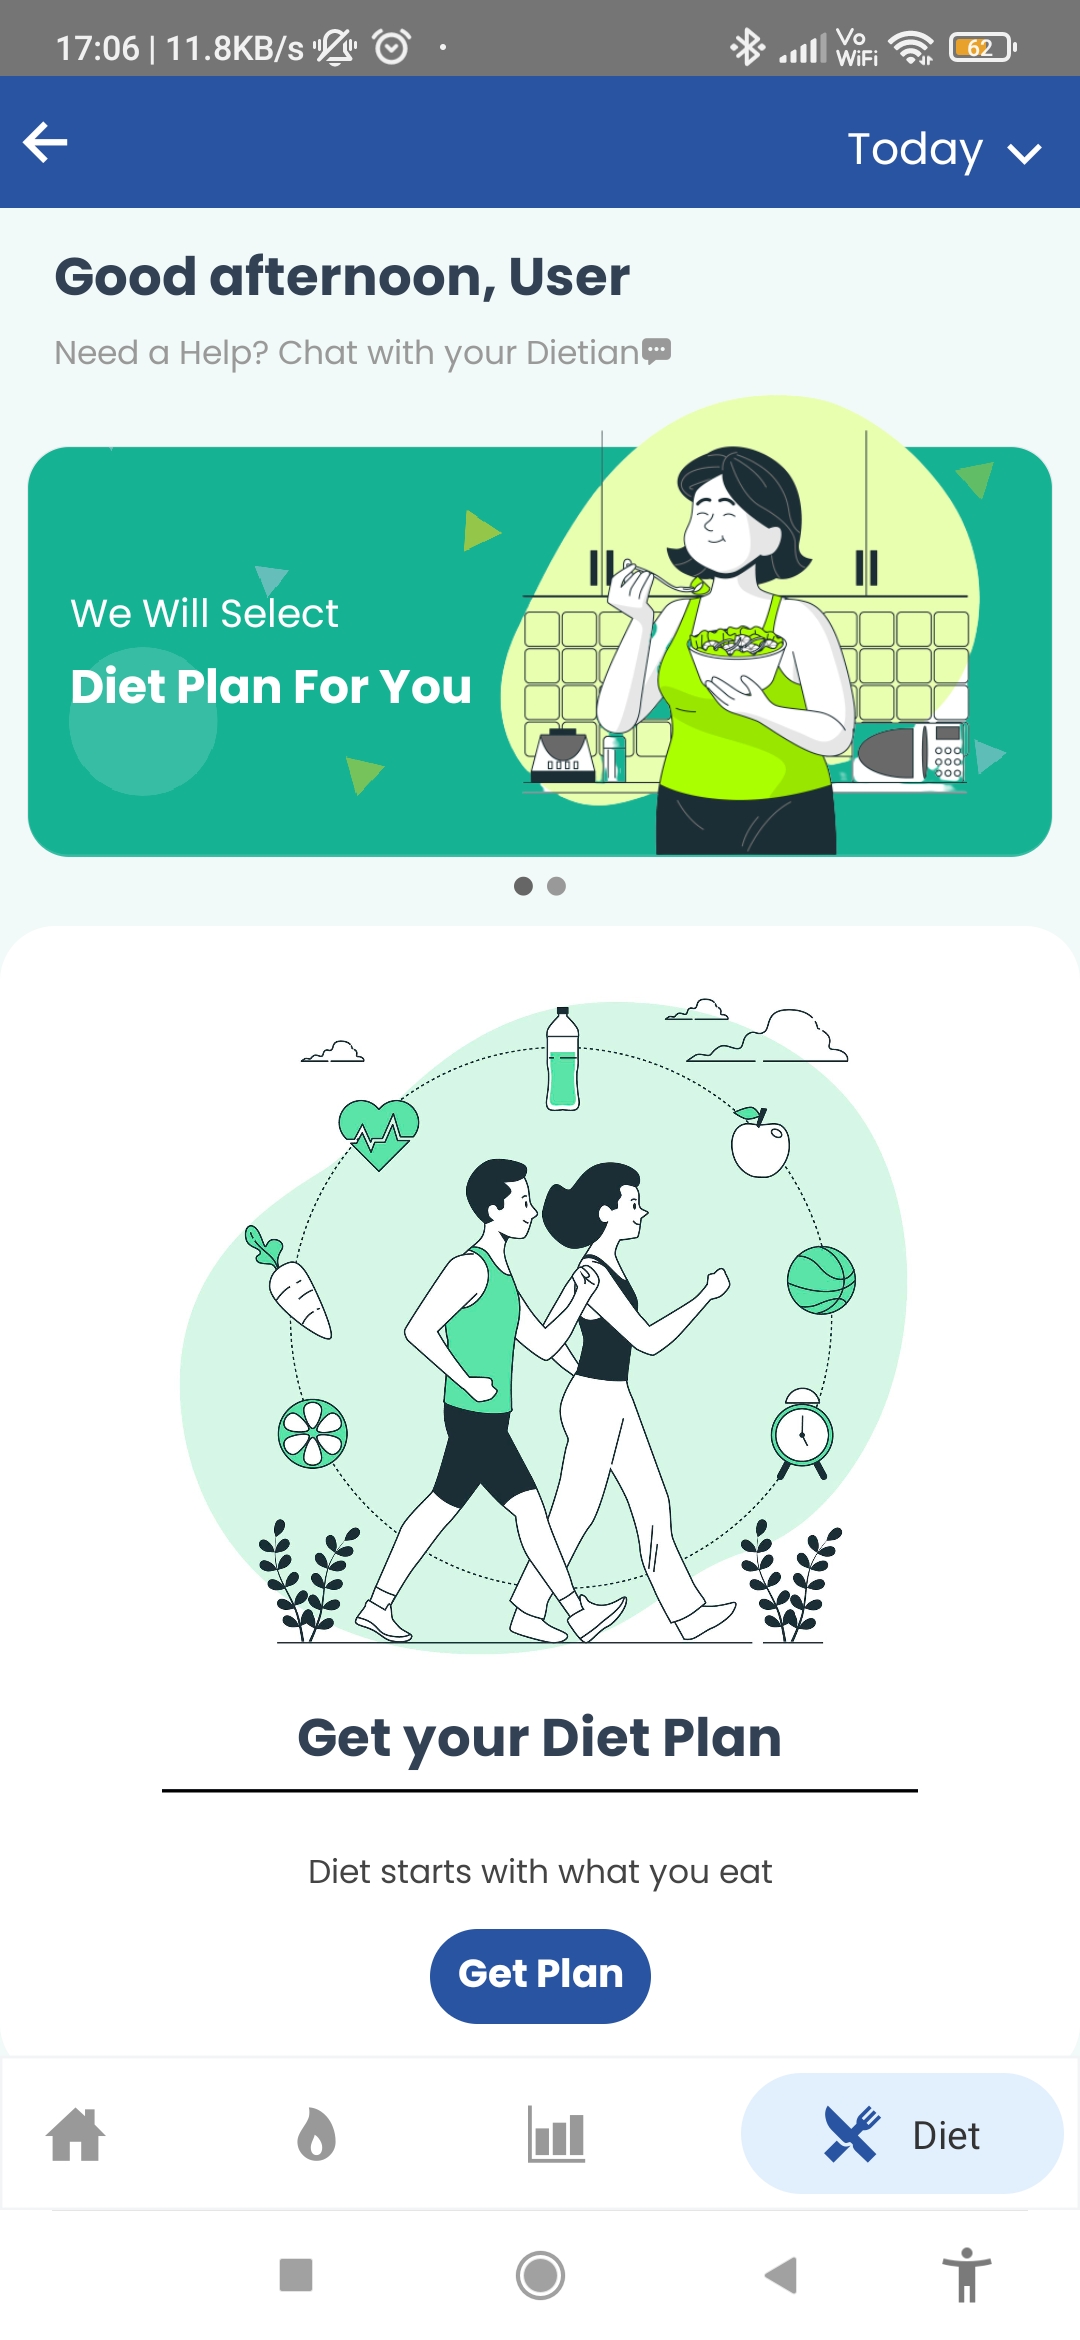 17:06 | 11.8KB/s
Vo
WiFi
62
Today
Good afternoon, User
Need a Help? Chat with your Dietian
We Will Select
Diet Plan For You
Get your Diet Plan
Diet starts with what you eat
Get Plan
Diet